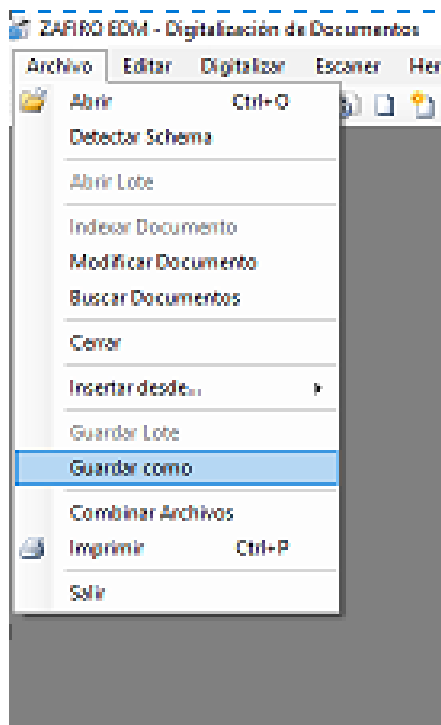 ZAFIRO EDM - Digitalización de Documentos
Archivo Editar Digitalizar Escaner Her
Abrir Ctrl+O
Detectar Schema
Abrir Lote
Indexar Documento
Modificar Documento
Buscar Documentos
Cerrar
Insertar desde...
Guardar Lote
Guardar como
Combinar Archivos
Imprimir Ctrl+P
Salir